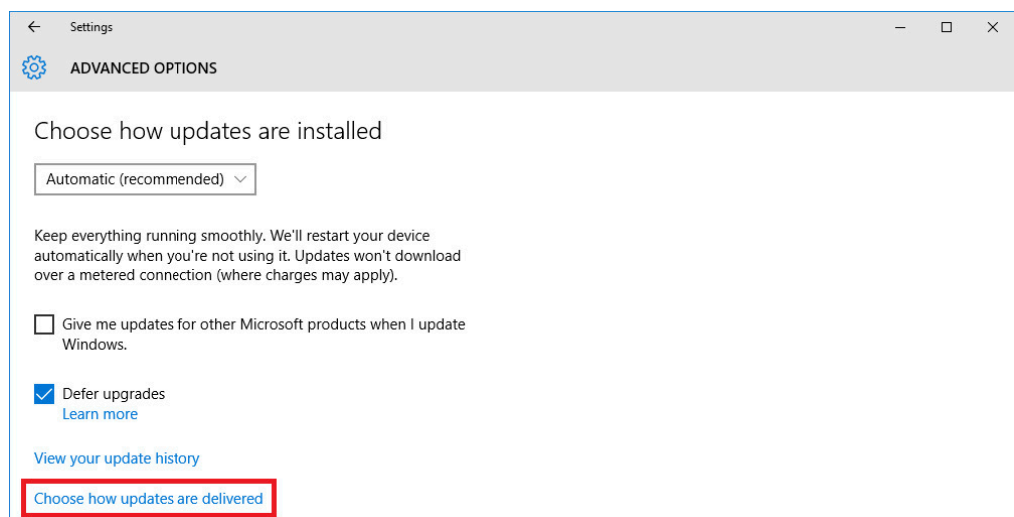 Settings
ADVANCED OPTIONS
Choose how updates are installed
Automatic (recommended)
Keep everything running smoothly. We'll restart your device
automatically when you're not using it. Updates won't download
over a metered connection (where charges may apply).
Give me updates for other Microsoft products when I update
Windows.
Defer upgrades
Learn more
View your update history
Choose how updates are delivered